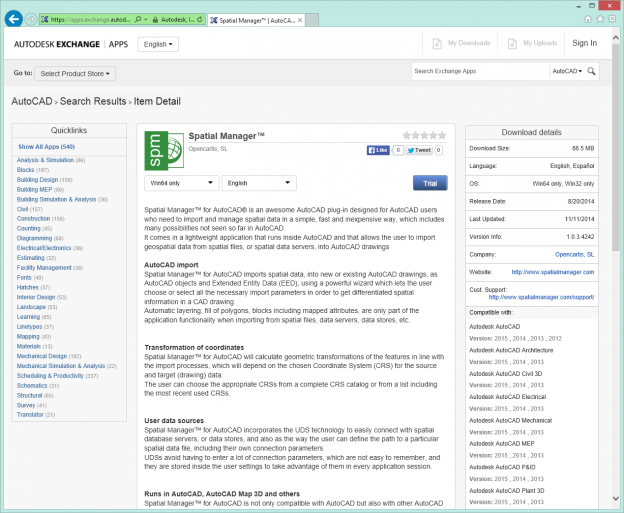 https://apps.exchange.autod...
Autodesk, I...
Spatial Manager™ | AutoCA...
AUTODESK EXCHANGE | APPS
English
My Downloads
My Uploads
Sign In
Go to:
Select Product Store
Search Exchange Apps
AutoCAD
AutoCAD > Search Results > Item Detail
Quicklinks
Show All Apps (540)
Analysis & Simulation
Blocks (187)
Building Design
Building MEP
Building Simulation & Analysis
Civil (157)
Construction (156)
Counting (45)
Diagramming
Electrical/Electronics
Estimating (32)
Facility Management
Fonts
Hatches (37)
Interior Design (53)
Landscape (53)
Learning
Linetypes (37)
Mapping (43)
Materials (13)
Mechanical Design
Mechanical Simulation & Analysis (22)
Scheduling & Productivity (337)
Schematics (31)
Structural
Survey (41)
Translator (21)
spm
Spatial Manager™
Opencartis, SL
Like
0
Tweet
0
Win64 only
English
Trial
Spatial Manager™ for AutoCAD® is an awesome AutoCAD plug-in designed for AutoCAD users
who need to import and manage spatial data in a simple, fast and inexpensive way, which includes
many possibilities not seen so far in AutoCAD.
It comes in a lightweight application that runs inside AutoCAD and that allows the user to import
geospatial data from spatial files, or spatial data servers, into AutoCAD drawings
AutoCAD import
Spatial Manager™ for AutoCAD imports spatial data, into new or existing AutoCAD drawings, as
AutoCAD objects and Extended Entity Data (EED), using a powerful wizard which lets the user
choose or select all the necessary import parameters in order to get differentiated spatial
information in a CAD drawing.
Automatic layering, fill of polygons, blocks including mapped attributes, are only part of the
application functionality when importing from spatial files, data servers, data stores, etc.
Transformation of coordinates
Spatial Manager™ for AutoCAD will calculate geometric transformations of the features in line with
the import processes, which will depend on the chosen Coordinate System (CRS) for the source
and target (drawing) data.
The user can choose the appropriate CRSs from a complete CRS catalog or from a list including
the most recent used CRSs.
User data sources
Spatial Manager™ for AutoCAD incorporates the UDS technology to easily connect with spatial
database servers, or data stores, and also as the way the user can define the path to a particular
spatial data file, including their own connection parameters.
UDSs avoid having to enter a lot of connection parameters, which are not easy to remember, and
they are stored inside the user settings to take advantage of them in every application session.
Runs in AutoCAD, AutoCAD Map 3D and others
Spatial Manager™ for AutoCAD is not only compatible with AutoCAD but also with other AutoCAD
Download details
Download Size: 66.5 MB
Language: English, Español
OS: Win64 only, Win32 only
Release Date: 8/20/2014
Last Updated: 11/11/2014
Version info: 1.0.3.4242
Company: Opencartis, SL
Website: http://www.spatialmanager.com
Cust. Support:
http://www.spatialmanager.com/support/
Compatible with:
Autodesk AutoCAD
Version: 2015 , 2014 , 2013 , 2012
Autodesk AutoCAD Architecture
Version: 2015 , 2014 , 2013
Autodesk AutoCAD Civil 3D
Version: 2015 , 2014 , 2013
Autodesk AutoCAD Electrical
Version: 2015 , 2014 , 2013
Autodesk AutoCAD Mechanical
Version: 2015 , 2014 , 2013
Autodesk AutoCAD MEP
Version: 2015 , 2014 , 2013
Autodesk AutoCAD P&ID
Version: 2015 , 2014 , 2013
Autodesk AutoCAD Plant 3D
Version: 2015 , 2014 , 2013